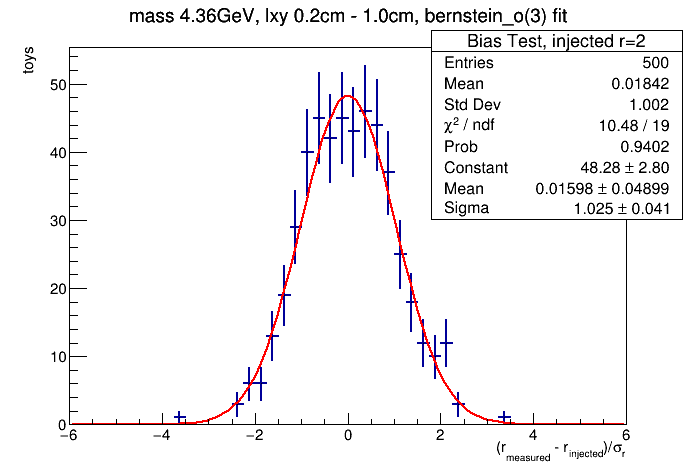 mass 4.36GeV, lxy 0.2cm - 1.0cm, bernstein_o(3) fit
toys
Bias Test, injected r=2
Entries 500
Mean 0.01842
Std Dev 1.002
χ² / ndf 10.48 / 19
Prob 0.9402
Constant 48.28 ± 2.80
Mean 0.01598 ± 0.04899
Sigma 1.025 ± 0.041
50
40
30
20
10
0
−6 −4 −2 0 2 4 6
(r_measured - r_injected)/σ_r